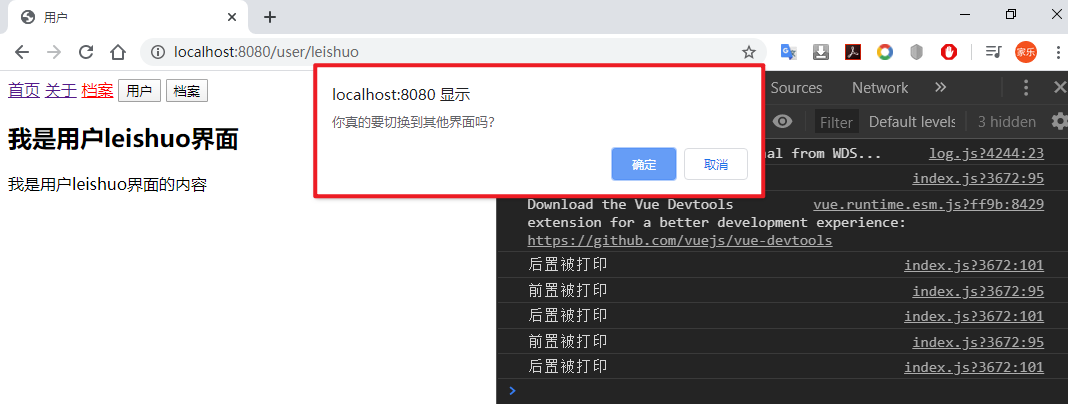 用户
localhost:8080/user/leishuo
家乐
首页 关于 档案 用户 档案
我是用户leishuo界面
我是用户leishuo界面的内容
localhost:8080 显示
你真的要切换到其他界面吗?
确定 取消
Sources Network
Filter Default levels 3 hidden
nal from WDS... log.js?4244:23
index.js?3672:95
Download the Vue Devtools vue.runtime.esm.js?ff9b:8429
extension for a better development experience:
https://github.com/vuejs/vue-devtools
后置被打印 index.js?3672:101
前置被打印 index.js?3672:95
后置被打印 index.js?3672:101
前置被打印 index.js?3672:95
后置被打印 index.js?3672:101